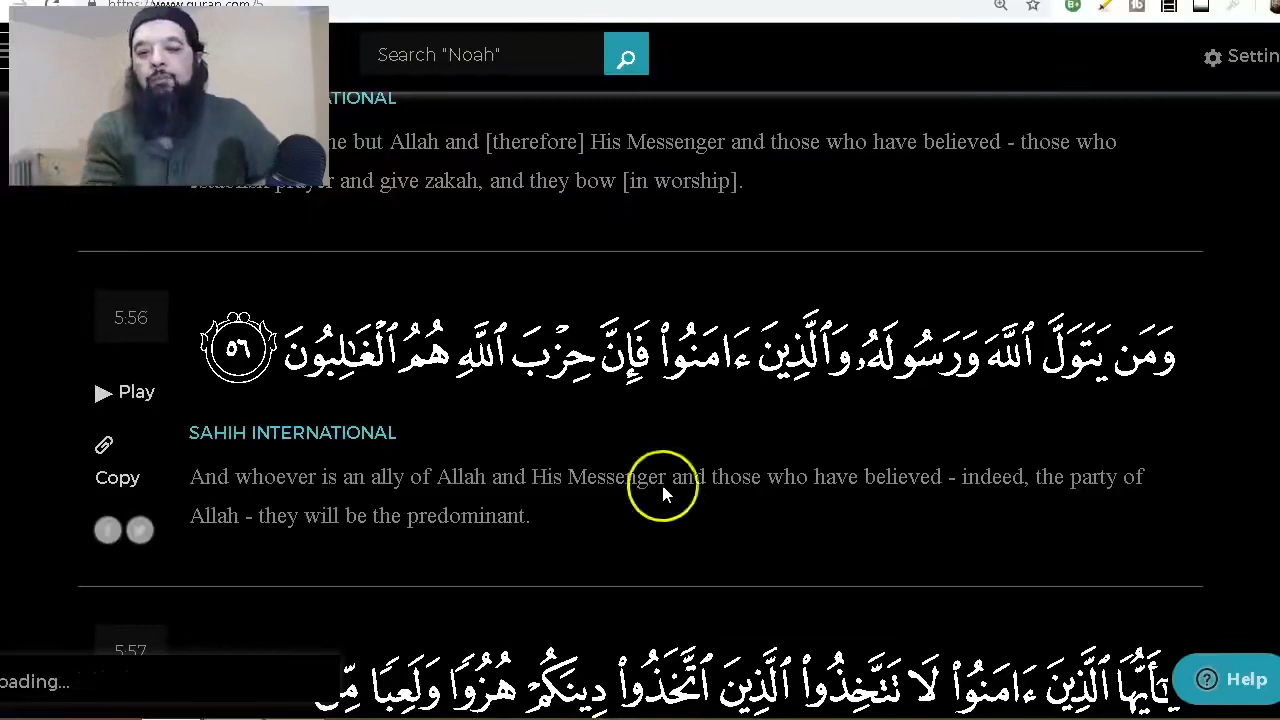 https://www.quran.com/5
Search "Noah"
Settin
ATIONAL
ne but Allah and [therefore] His Messenger and those who have believed - those who
establish prayer and give zakah, and they bow [in worship].
5:56
وَمَن يَتَوَلَّ ٱللَّهَ وَرَسُولَهُۥ وَٱلَّذِينَ ءَامَنُوا۟ فَإِنَّ حِزْبَ ٱللَّهِ هُمُ ٱلْغَـٰلِبُونَ ٥٦
Play
SAHIH INTERNATIONAL
Copy
And whoever is an ally of Allah and His Messenger and those who have believed - indeed, the party of
Allah - they will be the predominant.
5:57
يَـٰٓأَيُّهَا ٱلَّذِينَ ءَامَنُوا۟ لَا تَتَّخِذُوا۟ ٱلَّذِينَ ٱتَّخَذُوا۟ دِينَكُمْ هُزُوًا وَلَعِبًا مِّنَ
oading...
Help